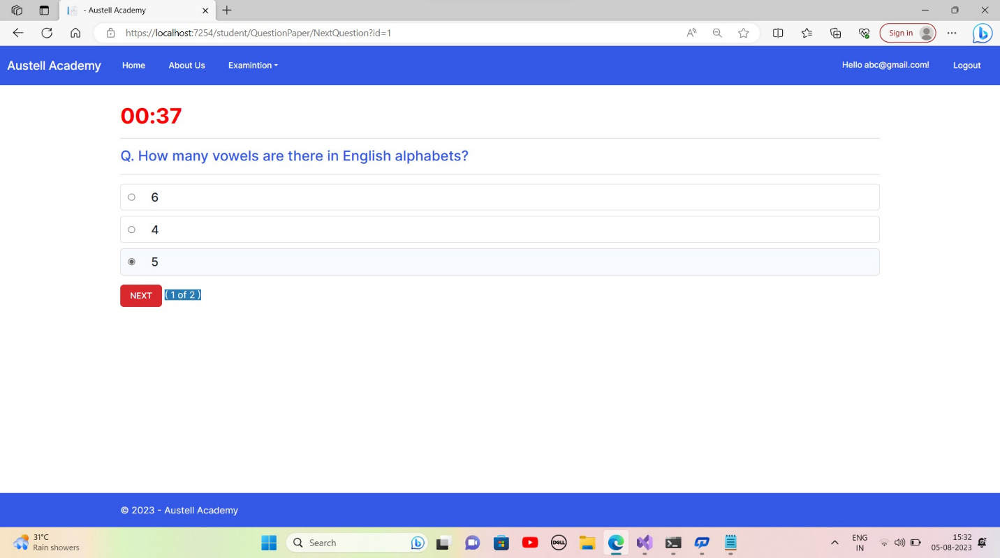 - Austell Academy
https://localhost:7254/student/QuestionPaper/NextQuestion?id=1
Sign in
Austell Academy Home About Us Examintion Hello abc@gmail.com! Logout
00:37
Q. How many vowels are there in English alphabets?
6
4
5
NEXT ( 1 of 2 )
© 2023 - Austell Academy
31°C
Rain showers
Search
DELL
ENG
IN
15:32
05-08-2023